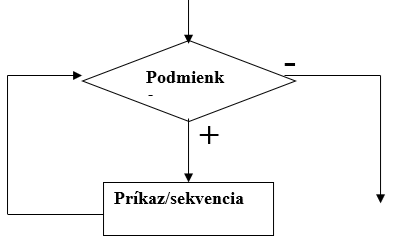 Podmienk
-
-
+
Príkaz/sekvencia